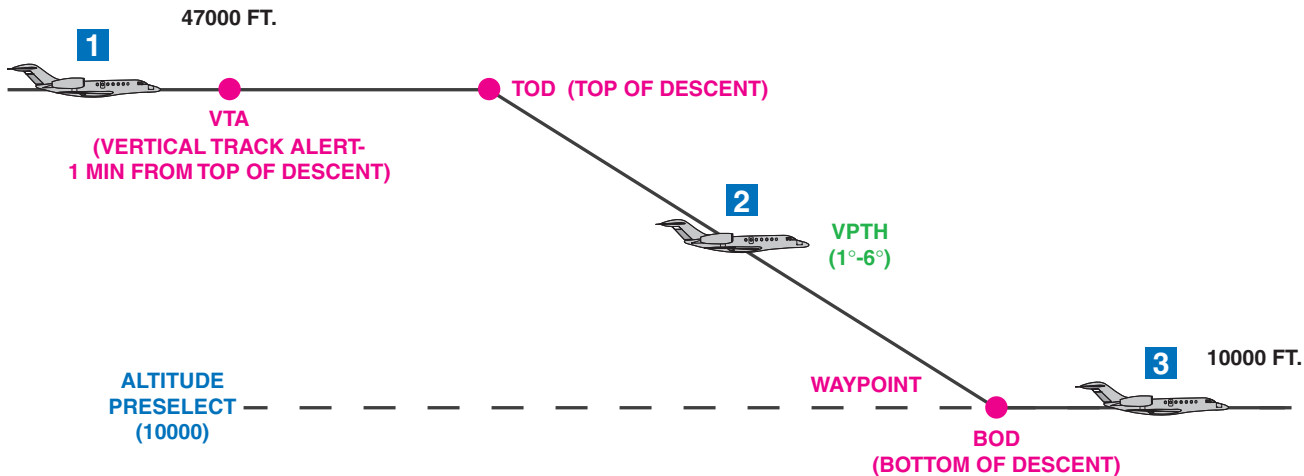 47000 FT.
1
TOD (TOP OF DESCENT)
VTA
(VERTICAL TRACK ALERT-
1 MIN FROM TOP OF DESCENT)
2
VPTH
(1°-6°)
3
10000 FT.
ALTITUDE
PRESELECT
(10000)
WAYPOINT
BOD
(BOTTOM OF DESCENT)